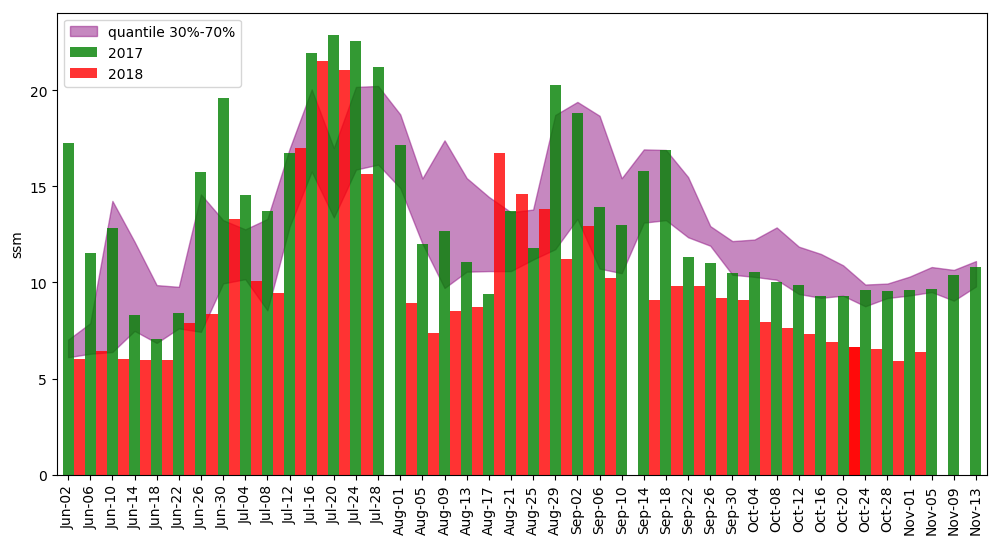 quantile 30%-70%
2017
2018
ssm
20
15
10
5
0
Jun-02
Jun-06
Jun-10
Jun-14
Jun-18
Jun-22
Jun-26
Jun-30
Jul-04
Jul-08
Jul-12
Jul-16
Jul-20
Jul-24
Jul-28
Aug-01
Aug-05
Aug-09
Aug-13
Aug-17
Aug-21
Aug-25
Aug-29
Sep-02
Sep-06
Sep-10
Sep-14
Sep-18
Sep-22
Sep-26
Sep-30
Oct-04
Oct-08
Oct-12
Oct-16
Oct-20
Oct-24
Oct-28
Nov-01
Nov-05
Nov-09
Nov-13